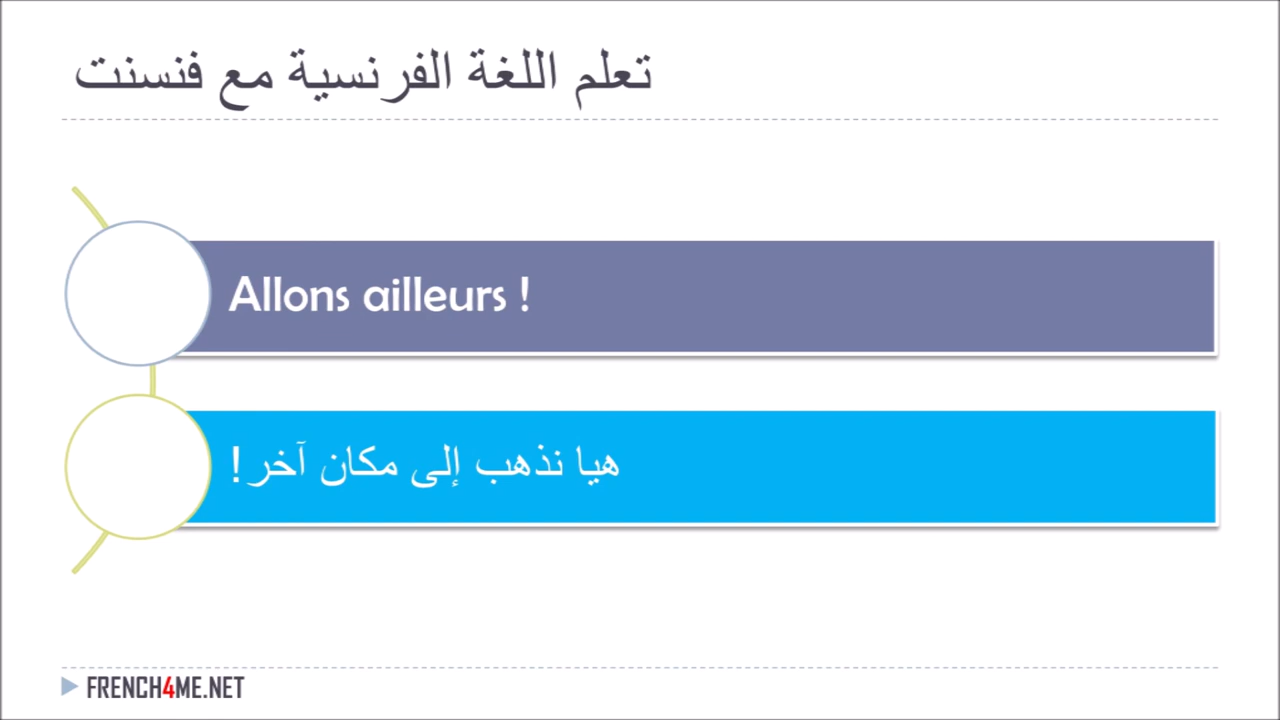 تعلم اللغة الفرنسية مع فنسنت
Allons ailleurs !
هيا نذهب إلى مكان آخر!
FRENCH4ME.NET